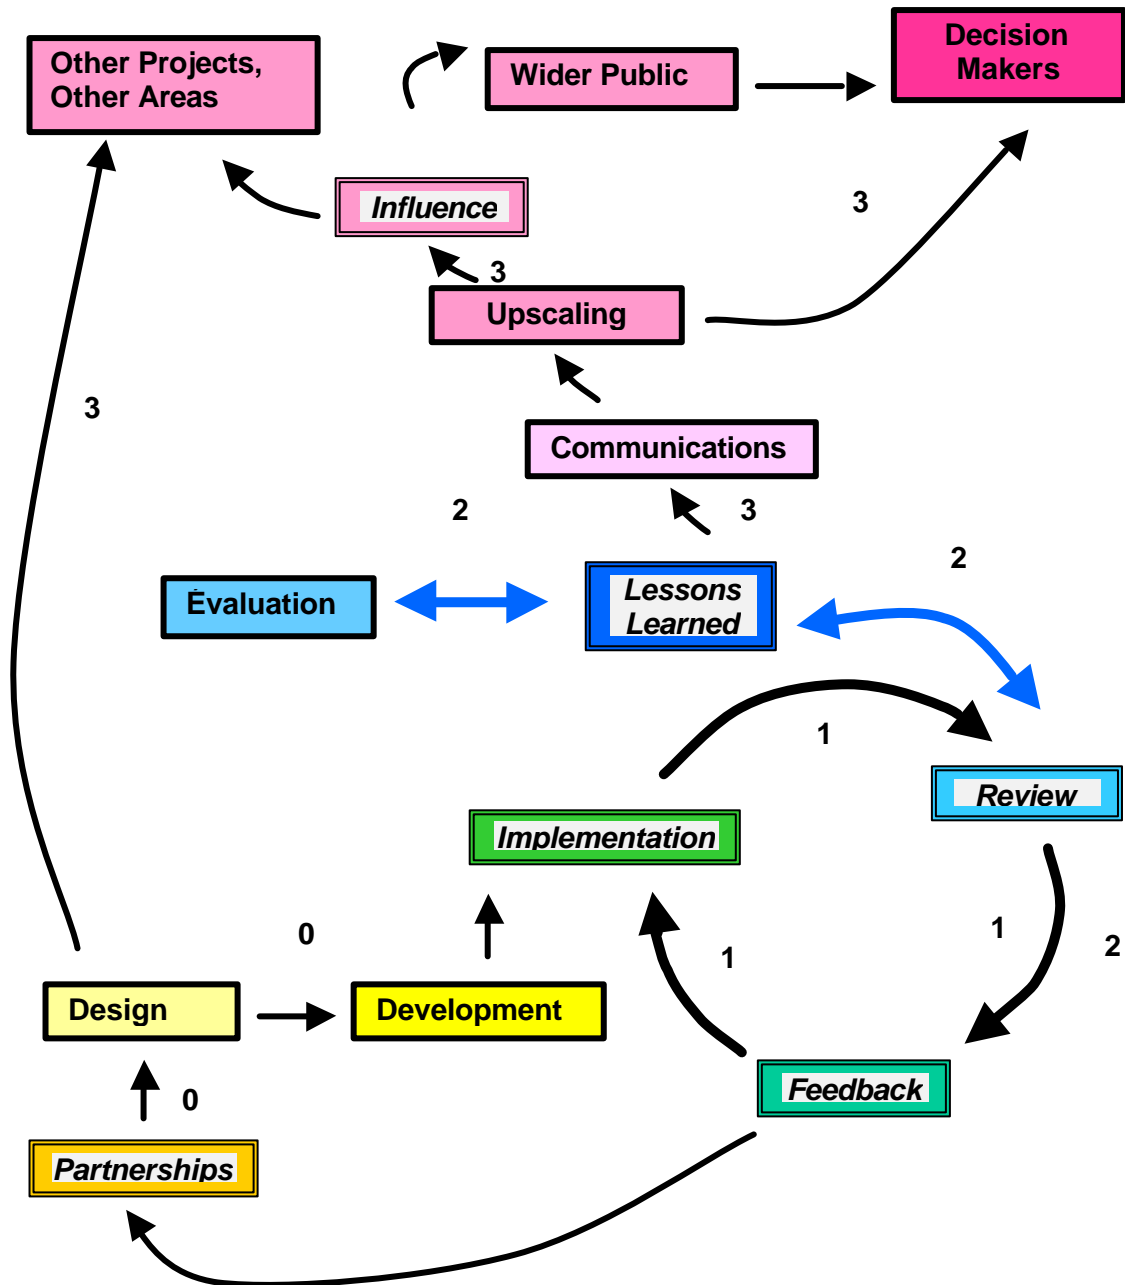 Other Projects,
Other Areas
Wider Public
Decision
Makers
Influence
3
3
Upscaling
3
Communications
2
3
Evaluation
Lessons
Learned
2
1
Review
Implementation
0
1
1
2
Design
Development
0
Feedback
Partnerships